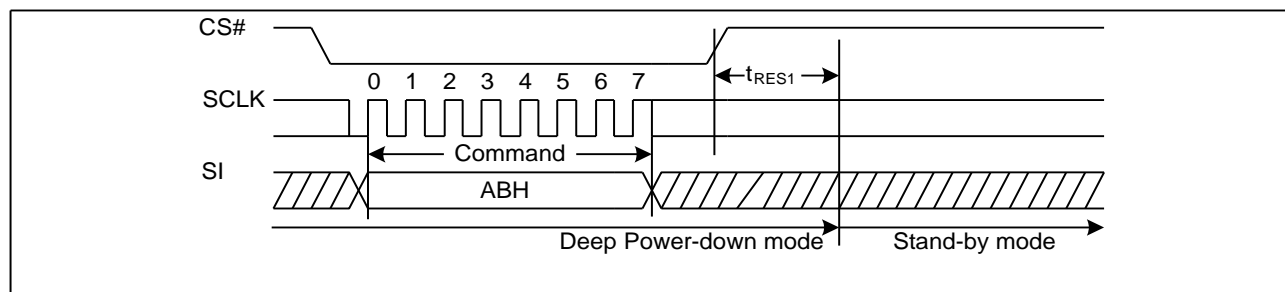 CS#
tRES1
0 1 2 3 4 5 6 7
SCLK
Command
SI
ABH
Deep Power-down mode Stand-by mode